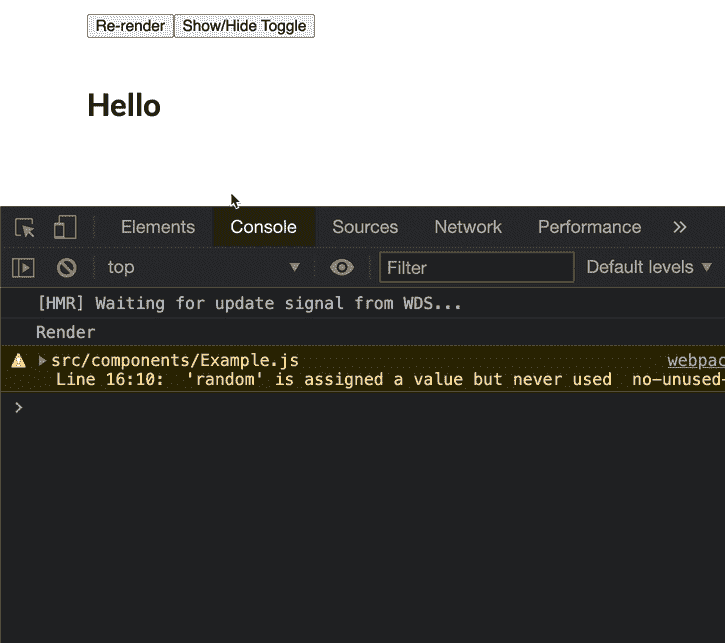 Re-render Show/Hide Toggle
Hello
Elements Console Sources Network Performance »
top Filter Default levels
[HMR] Waiting for update signal from WDS...
Render
src/components/Example.js webpac
Line 16:10:  'random' is assigned a value but never used  no-unused-